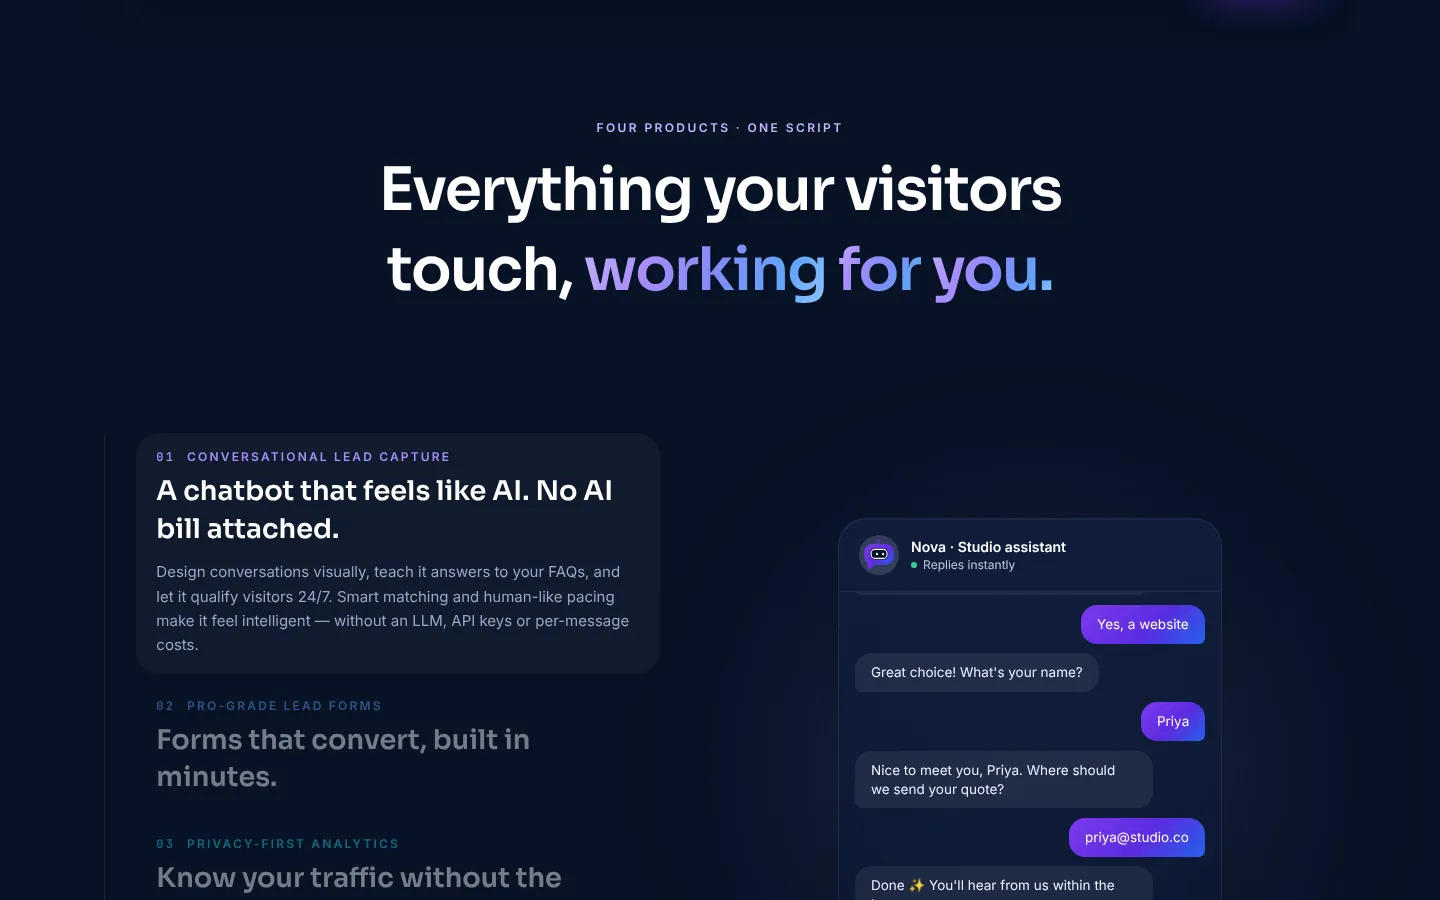 FOUR PRODUCTS · ONE SCRIPT
Everything your visitors
touch, working for you.
01 CONVERSATIONAL LEAD CAPTURE
A chatbot that feels like AI. No AI
bill attached.
Design conversations visually, teach it answers to your FAQs, and
let it qualify visitors 24/7. Smart matching and human-like pacing
make it feel intelligent — without an LLM, API keys or per-message
costs.
02 PRO-GRADE LEAD FORMS
Forms that convert, built in
minutes.
03 PRIVACY-FIRST ANALYTICS
Know your traffic without the
Nova · Studio assistant
Replies instantly
Yes, a website
Great choice! What's your name?
Priya
Nice to meet you, Priya. Where should
we send your quote?
priya@studio.co
Done ✨ You'll hear from us within the